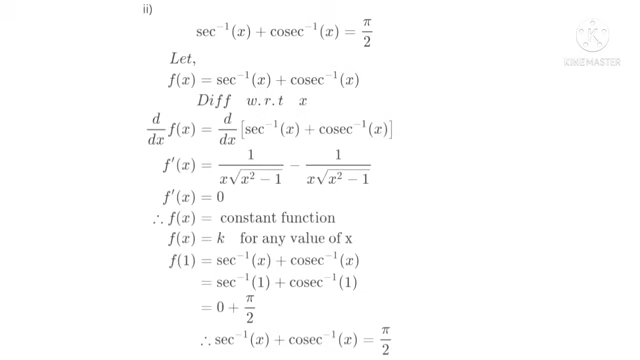 ii)
sec⁻¹(x) + cosec⁻¹(x) = π/2
Let,
f(x) = sec⁻¹(x) + cosec⁻¹(x)
Diff w.r.t x
d/dx f(x) = d/dx [sec⁻¹(x) + cosec⁻¹(x)]
f′(x) = 1/(x√(x² − 1)) − 1/(x√(x² − 1))
f′(x) = 0
∴ f(x) = constant function
f(x) = k for any value of x
f(1) = sec⁻¹(x) + cosec⁻¹(x)
= sec⁻¹(1) + cosec⁻¹(1)
= 0 + π/2
∴ sec⁻¹(x) + cosec⁻¹(x) = π/2
KINEMASTER